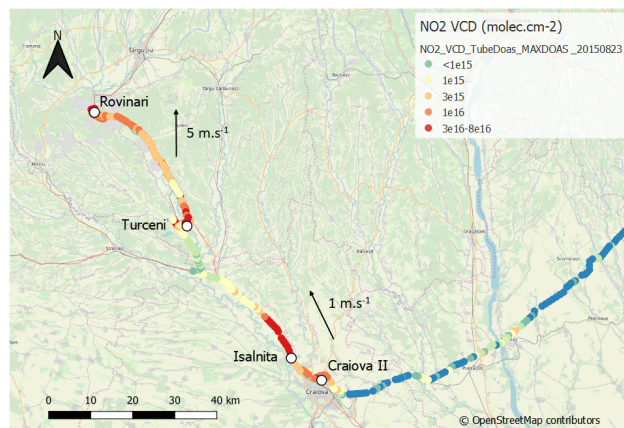 NO2 VCD (molec.cm-2)
NO2_VCD_TubeDoas_MAXDOAS _20150823
<1e15
1e15
3e15
1e16
3e16-8e16
N
Rovinari
5 m.s-1
Turceni
1 m.s-1
Isalnita
Craiova II
Craiova
0 10 20 30 40 km
© OpenStreetMap contributors